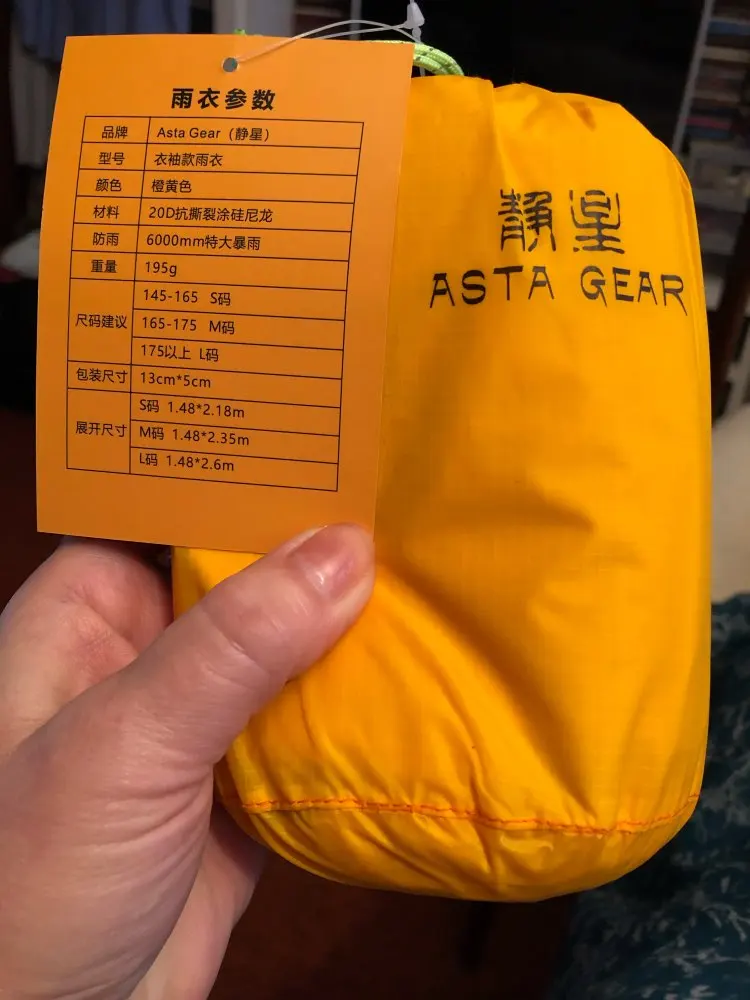 雨衣参数
品牌 Asta Gear（静星）
型号 衣袖款雨衣
颜色 橙黄色
材料 20D抗撕裂涂硅尼龙
防雨 6000mm特大暴雨
重量 195g
尺码建议 145-165 S码
165-175 M码
175以上 L码
包装尺寸 13cm*5cm
展开尺寸 S码 1.48*2.18m
M码 1.48*2.35m
L码 1.48*2.6m
静星
ASTA GEAR